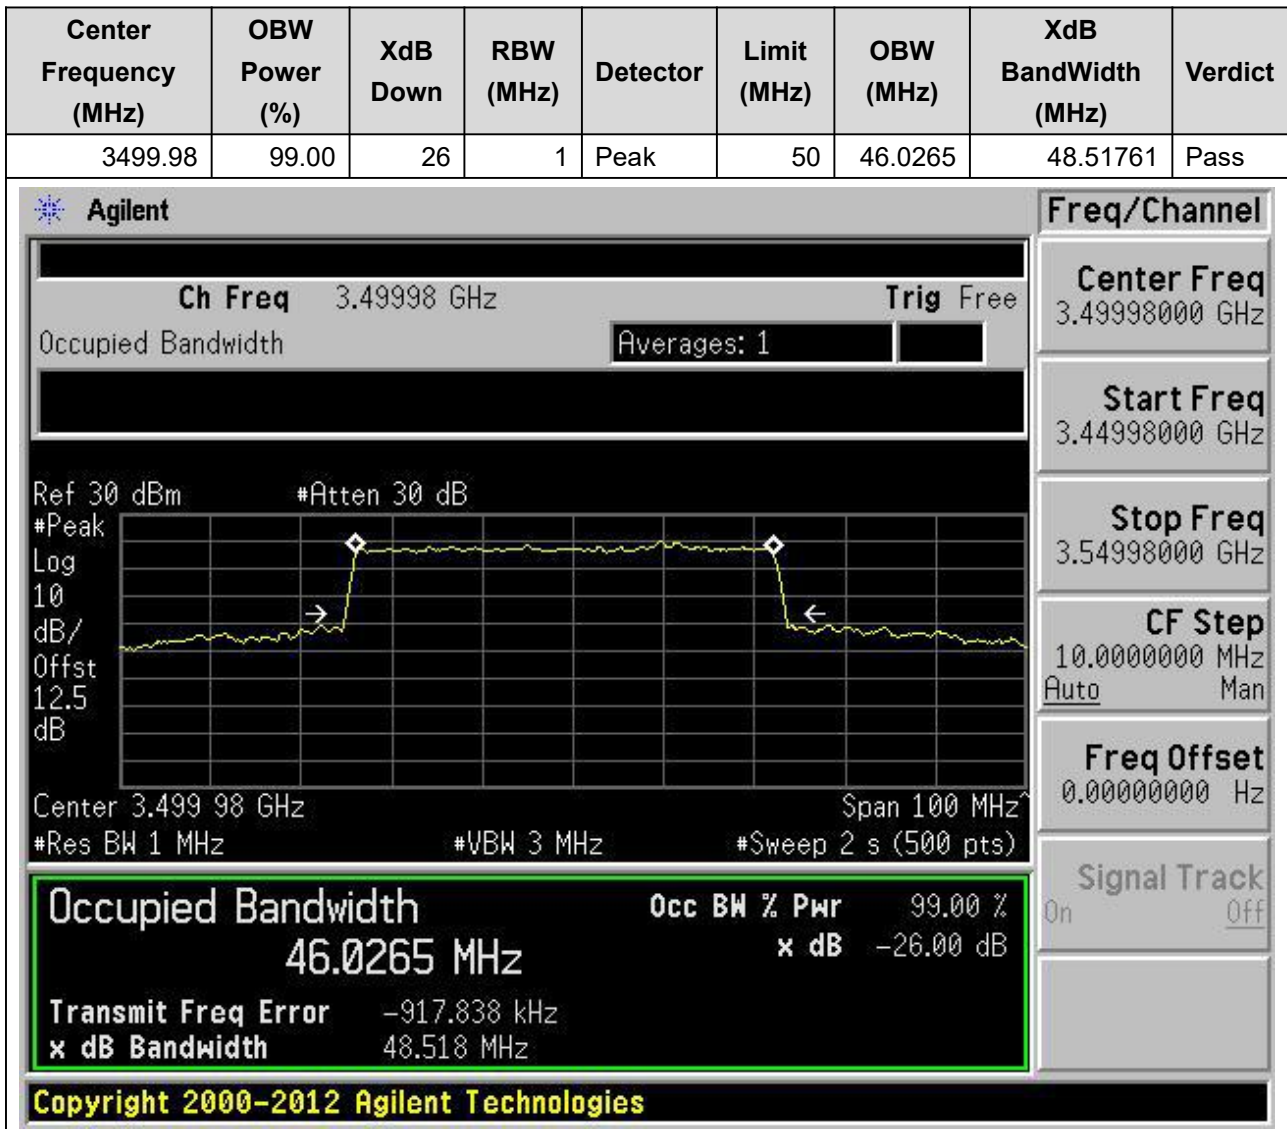 Center Frequency (MHz) OBW Power (%) XdB Down RBW (MHz) Detector Limit (MHz) OBW (MHz) XdB BandWidth (MHz) Verdict
3499.98 99.00 26 1 Peak 50 46.0265 48.51761 Pass
Agilent Freq/Channel
Ch Freq 3.49998 GHz Trig Free
Occupied Bandwidth Averages: 1
Center Freq
3.49998000 GHz
Start Freq
3.44998000 GHz
Stop Freq
3.54998000 GHz
CF Step
10.0000000 MHz
Auto Man
Freq Offset
0.00000000 Hz
Signal Track
On Off
Ref 30 dBm #Atten 30 dB
#Peak
Log
10
dB/
Offst
12.5
dB
Center 3.499 98 GHz Span 100 MHz^
#Res BW 1 MHz #VBW 3 MHz #Sweep 2 s (500 pts)
Occupied Bandwidth Occ BW % Pwr 99.00 %
46.0265 MHz x dB -26.00 dB
Transmit Freq Error -917.838 kHz
x dB Bandwidth 48.518 MHz
Copyright 2000-2012 Agilent Technologies